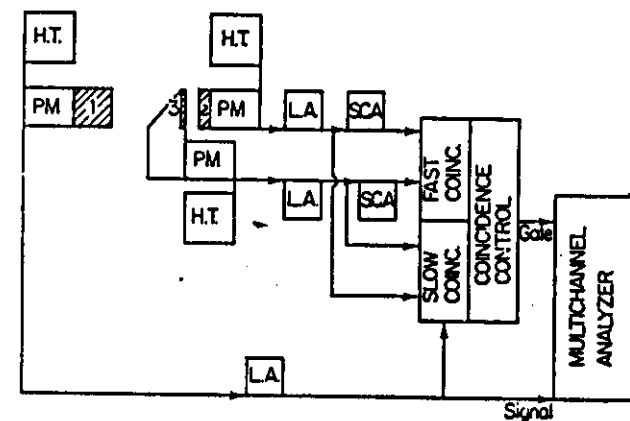 H.T.
H.T.
PM
1
3
2
PM
L.A.
SCA
PM
L.A.
SCA
H.T.
FAST
COINC.
SLOW
COINC.
COINCIDENCE
CONTROL
Gate
MULTICHANNEL
ANALYZER
L.A.
Signal